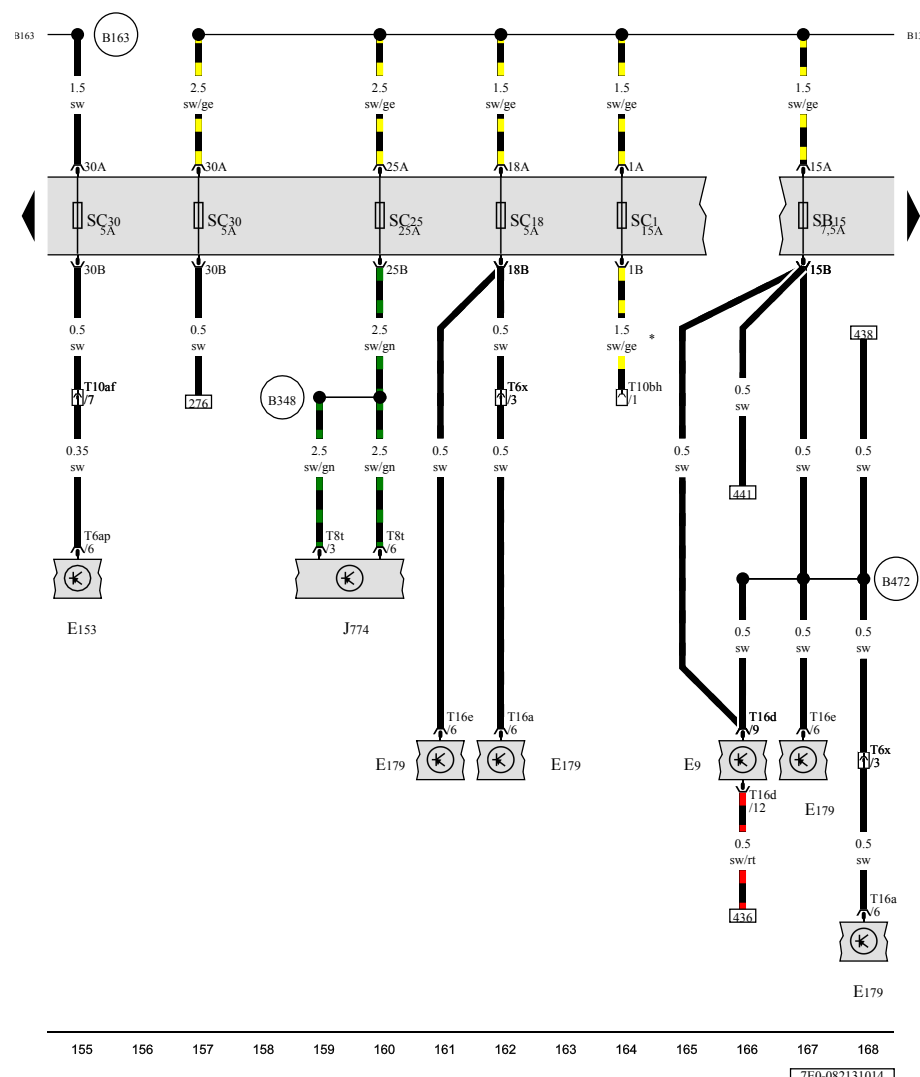 B163 B163
1.5 2.5 2.5 1.5 1.5 1.5
sw sw/ge sw/ge sw/ge sw/ge sw/ge
30A 30A 25A 18A 1A 15A
SC30 SC30 SC25 SC18 SC1 SB15
5A 5A 25A 5A 15A 7,5A
30B 30B 25B 18B 1B 15B
0.5 0.5 2.5 0.5 1.5 438
sw sw sw/gn sw sw/ge *
T10af T6x T10bh 0.5
/7 276 B348 /3 /1 sw
0.35 2.5 2.5 0.5 0.5 0.5 0.5 0.5
sw sw/gn sw/gn sw sw sw sw sw
441
T6ap T8t T8t
/6 /3 /6
B472
E153 J774
0.5 0.5 0.5
sw sw sw
T16e T16a T16d T16e
/6 /6 /9 /6
E179 E179 E9 T6x
/3
T16d
/12 E179
0.5 0.5
sw/rt sw
436 T16a
/6
E179
155 156 157 158 159 160 161 162 163 164 165 166 167 168
7E0-082131014